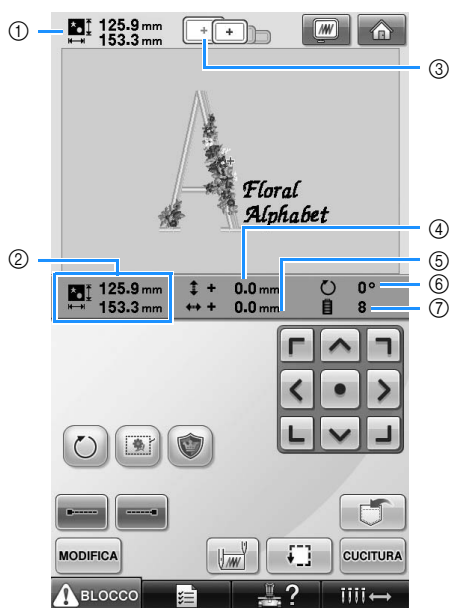 ① 125.9 mm
153.3 mm
③
Floral
Alphabet
④
② ⑤
125.9 mm + 0.0 mm 0° ⑥
153.3 mm + 0.0 mm 8 ⑦
MODIFICA CUCITURA
BLOCCO ?